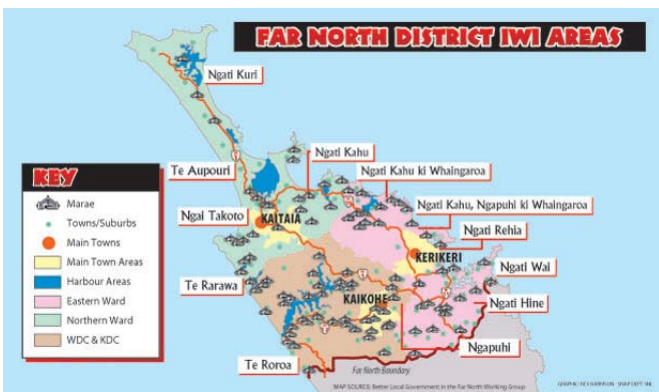 FAR NORTH DISTRICT IWI AREAS
Ngati Kuri
Ngati Kahu
Te Aupouri
Ngati Kahu ki Whaingaroa
KEY
Marae
Towns/Suburbs
Main Towns
Main Town Areas
Harbour Areas
Eastern Ward
Northern Ward
WDC & KDC
Ngai Takoto
KAITAIA
Ngati Kahu, Ngapuhi ki Whaingaroa
Ngati Rehia
KERIKERI
Ngati Wai
Te Rarawa
KAIKOHE
Ngati Hine
Ngapuhi
Te Roroa
Far North Boundary
MAP SOURCE: Better Local Government in the Far North Working Group